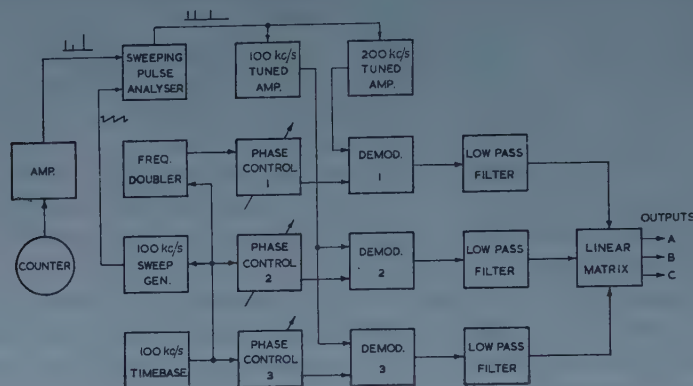 SWEEPING
PULSE
ANALYSER
100 kc/s
TUNED
AMP.
200 kc/s
TUNED
AMP.
AMP.
FREQ.
DOUBLER
PHASE
CONTROL
1
DEMOD.
1
LOW PASS
FILTER
COUNTER
100 kc/s
SWEEP
GEN.
PHASE
CONTROL
2
DEMOD.
2
LOW PASS
FILTER
LINEAR
MATRIX
OUTPUTS
A
B
C
100 kc/s
TIMEBASE
PHASE
CONTROL
3
DEMOD.
3
LOW PASS
FILTER